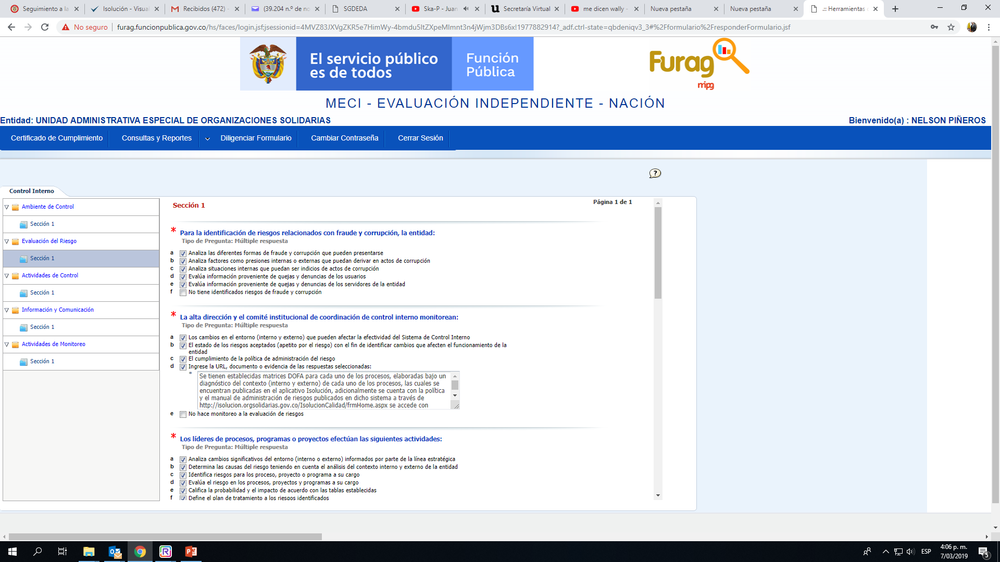 Seguimiento a la
Isolución - Visual
Recibidos (472) -
(39.204 n.º de no
SGDEDA
Ska-P - Juan
Secretaría Virtual
me dicen wally -
Nueva pestaña
Nueva pestaña
.:: Herramientas
No seguro
furag.funcionpublica.gov.co/hs/faces/login.jsf;jsessionid=4MVZ83JXVgZKR5e7HimWy-4bmdu5ltZXpeMlmnt3n4jWjm3DBs6x!1977882914?_adf.ctrl-state=qbdeniqv3_3#%2Fformulario%2FresponderFormulario.jsf
El servicio público
es de todos
Función
Pública
Furag
mipg
MECI - EVALUACIÓN INDEPENDIENTE - NACIÓN
Entidad: UNIDAD ADMINISTRATIVA ESPECIAL DE ORGANIZACIONES SOLIDARIAS
Bienvenido(a) : NELSON PIÑEROS
Certificado de Cumplimiento
Consultas y Reportes
Diligenciar Formulario
Cambiar Contraseña
Cerrar Sesión
?
Control Interno
Ambiente de Control
Sección 1
Evaluación del Riesgo
Sección 1
Actividades de Control
Sección 1
Información y Comunicación
Sección 1
Actividades de Monitoreo
Sección 1
Sección 1
Página 1 de 1
* Para la identificación de riesgos relacionados con fraude y corrupción, la entidad:
Tipo de Pregunta: Múltiple respuesta
a Analiza las diferentes formas de fraude y corrupción que pueden presentarse
b Analiza factores como presiones internas o externas que puedan derivar en actos de corrupción
c Analiza situaciones internas que puedan ser indicios de actos de corrupción
d Evalúa información proveniente de quejas y denuncias de los usuarios
e Evalúa información proveniente de quejas y denuncias de los servidores de la entidad
f No tiene identificados riesgos de fraude y corrupción
* La alta dirección y el comité institucional de coordinación de control interno monitorean:
Tipo de Pregunta: Múltiple respuesta
a Los cambios en el entorno (interno y externo) que pueden afectar la efectividad del Sistema de Control Interno
b El estado de los riesgos aceptados (apetito por el riesgo) con el fin de identificar cambios que afecten el funcionamiento de la
entidad
c El cumplimiento de la política de administración del riesgo
d Ingrese la URL, documento o evidencia de las respuestas seleccionadas:
* Se tienen establecidas matrices DOFA para cada uno de los procesos, elaboradas bajo un
diagnóstico del contexto (interno y externo) de cada uno de los procesos, las cuales se
encuentran publicadas en el aplicativo Isolución, adicionalmente se cuenta con la política
y el manual de administración de riesgos publicados en dicho sistema a través de
http://isolucion.orgsolidarias.gov.co/IsolucionCalidad/frmHome.aspx se accede con
e No hace monitoreo a la evaluación de riesgos
* Los líderes de procesos, programas o proyectos efectúan las siguientes actividades:
Tipo de Pregunta: Múltiple respuesta
a Analiza cambios significativos del entorno (interno o externo) informados por parte de la línea estratégica
b Determina las causas del riesgo teniendo en cuenta el análisis del contexto interno y externo de la entidad
c Identifica riesgos para los proceso, proyecto o programa a su cargo
d Evalúa el riesgo en los procesos, proyectos y programas a su cargo
e Califica la probabilidad y el impacto de acuerdo con las tablas establecidas
f Define el plan de tratamiento a los riesgos identificados
ESP
4:06 p. m.
7/03/2019
5